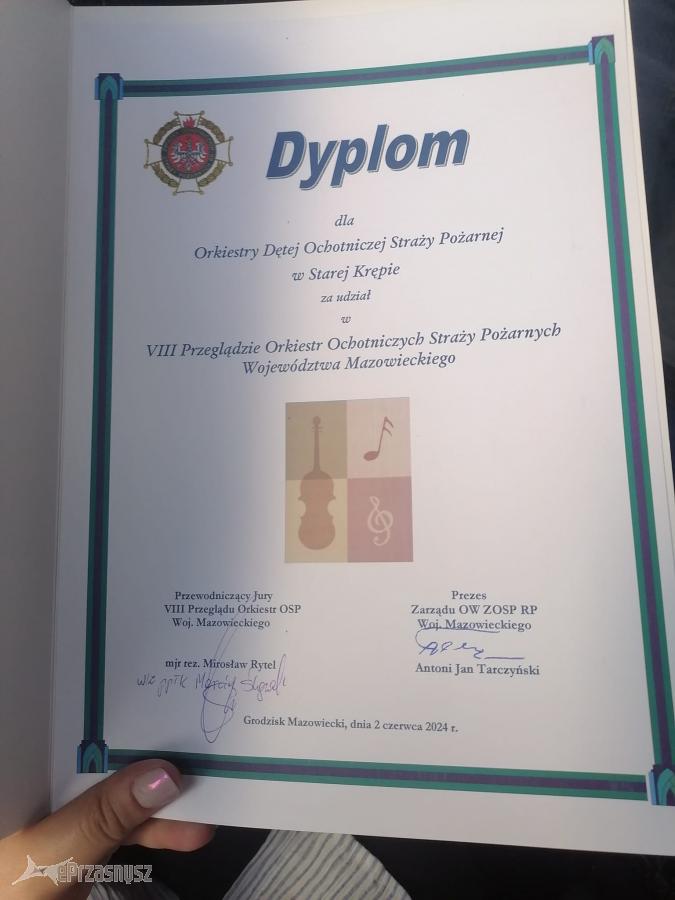 Dyplom
dla
Orkiestry Dętej Ochotniczej Straży Pożarnej
w Starej Krępie
za udział
w
VIII Przeglądzie Orkiestr Ochotniczych Straży Pożarnych
Województwa Mazowieckiego
Przewodniczący Jury
VIII Przeglądu Orkiestr OSP
Woj. Mazowieckiego
mjr rez. Mirosław Rytel
w/z ppłk Marcin
Prezes
Zarządu OW ZOSP RP
Woj. Mazowieckiego
Antoni Jan Tarczyński
Grodzisk Mazowiecki, dnia 2 czerwca 2024 r.
ePrzasnysz